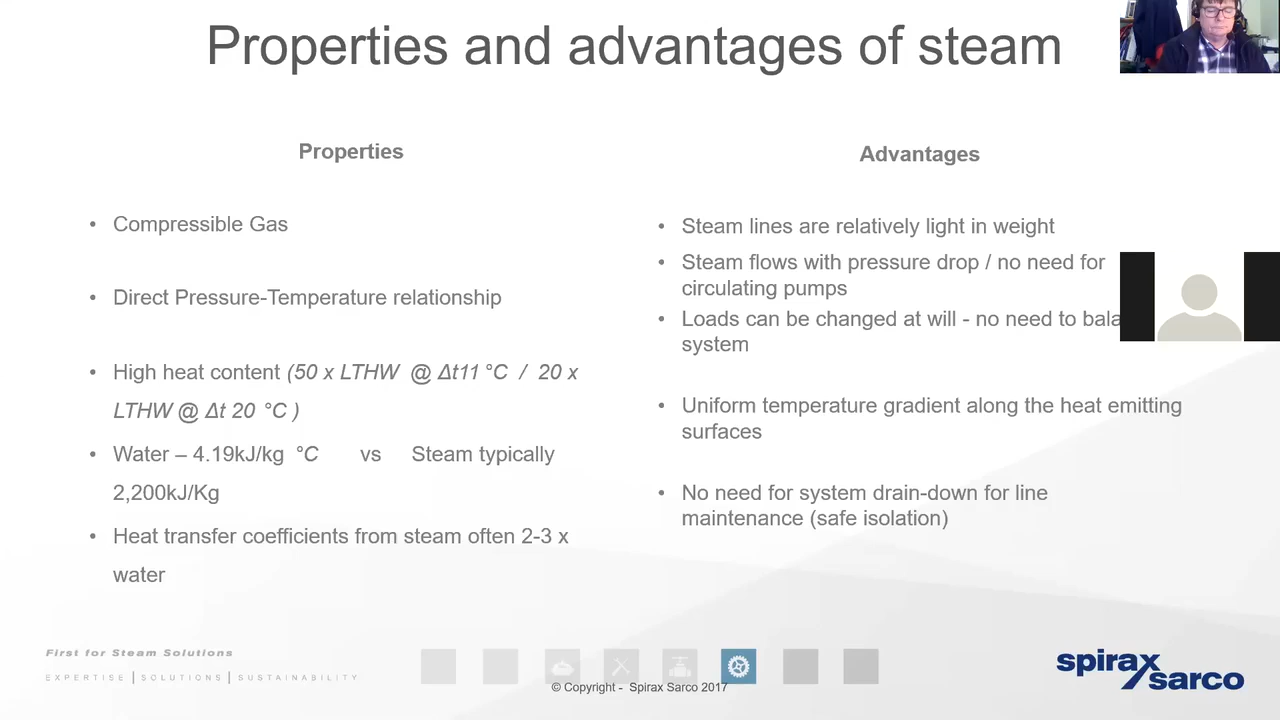 Properties and advantages of steam
Properties
• Compressible Gas
• Direct Pressure-Temperature relationship
• High heat content (50 x LTHW @ Δt11 °C / 20 x
LTHW @ Δt 20 °C )
• Water – 4.19kJ/kg °C vs Steam typically
2,200kJ/Kg
• Heat transfer coefficients from steam often 2-3 x
water
Advantages
• Steam lines are relatively light in weight
• Steam flows with pressure drop / no need for
circulating pumps
• Loads can be changed at will - no need to
system
• Uniform temperature gradient along the heat emitting
surfaces
• No need for system drain-down for line
maintenance (safe isolation)
First for Steam Solutions
EXPERTISE | SOLUTIONS | SUSTAINABILITY
© Copyright - Spirax Sarco 2017
spirax
sarco